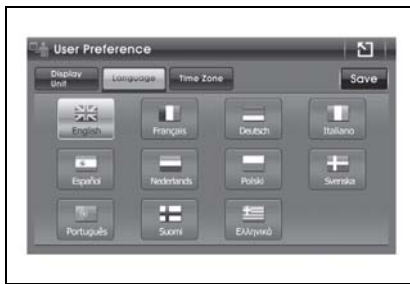 User Preference
Display
Unit
Language
Time Zone
Save
English
Français
Deutsch
Italiano
Español
Nederlands
Polski
Svenska
Português
Suomi
Ελληνικά